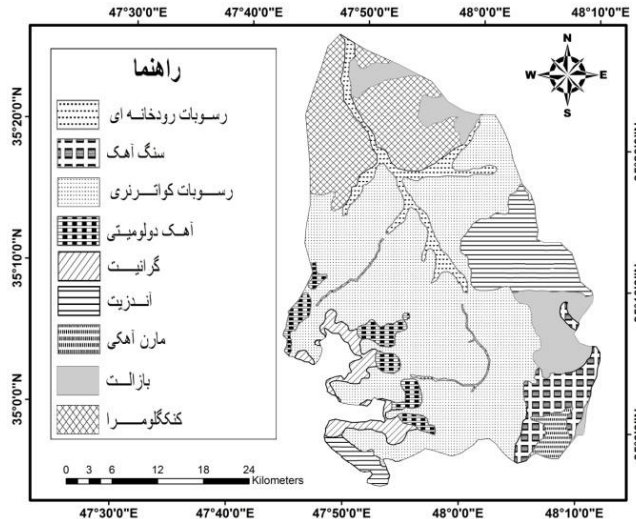 47°30'0"E 47°40'0"E 47°50'0"E 48°0'0"E 48°10'0"E
N
W E
S
راهنما
رسوبات رودخانه ای
سنگ آهک
رسوبات کواترنری
آهک دولومیتی
گرانیت
آندزیت
مارن آهکی
بازالت
کنگلومرا
35°20'0"N
35°10'0"N
35°0'0"N
0 3 6 12 18 24
Kilometers
47°30'0"E 47°40'0"E 47°50'0"E 48°0'0"E 48°10'0"E